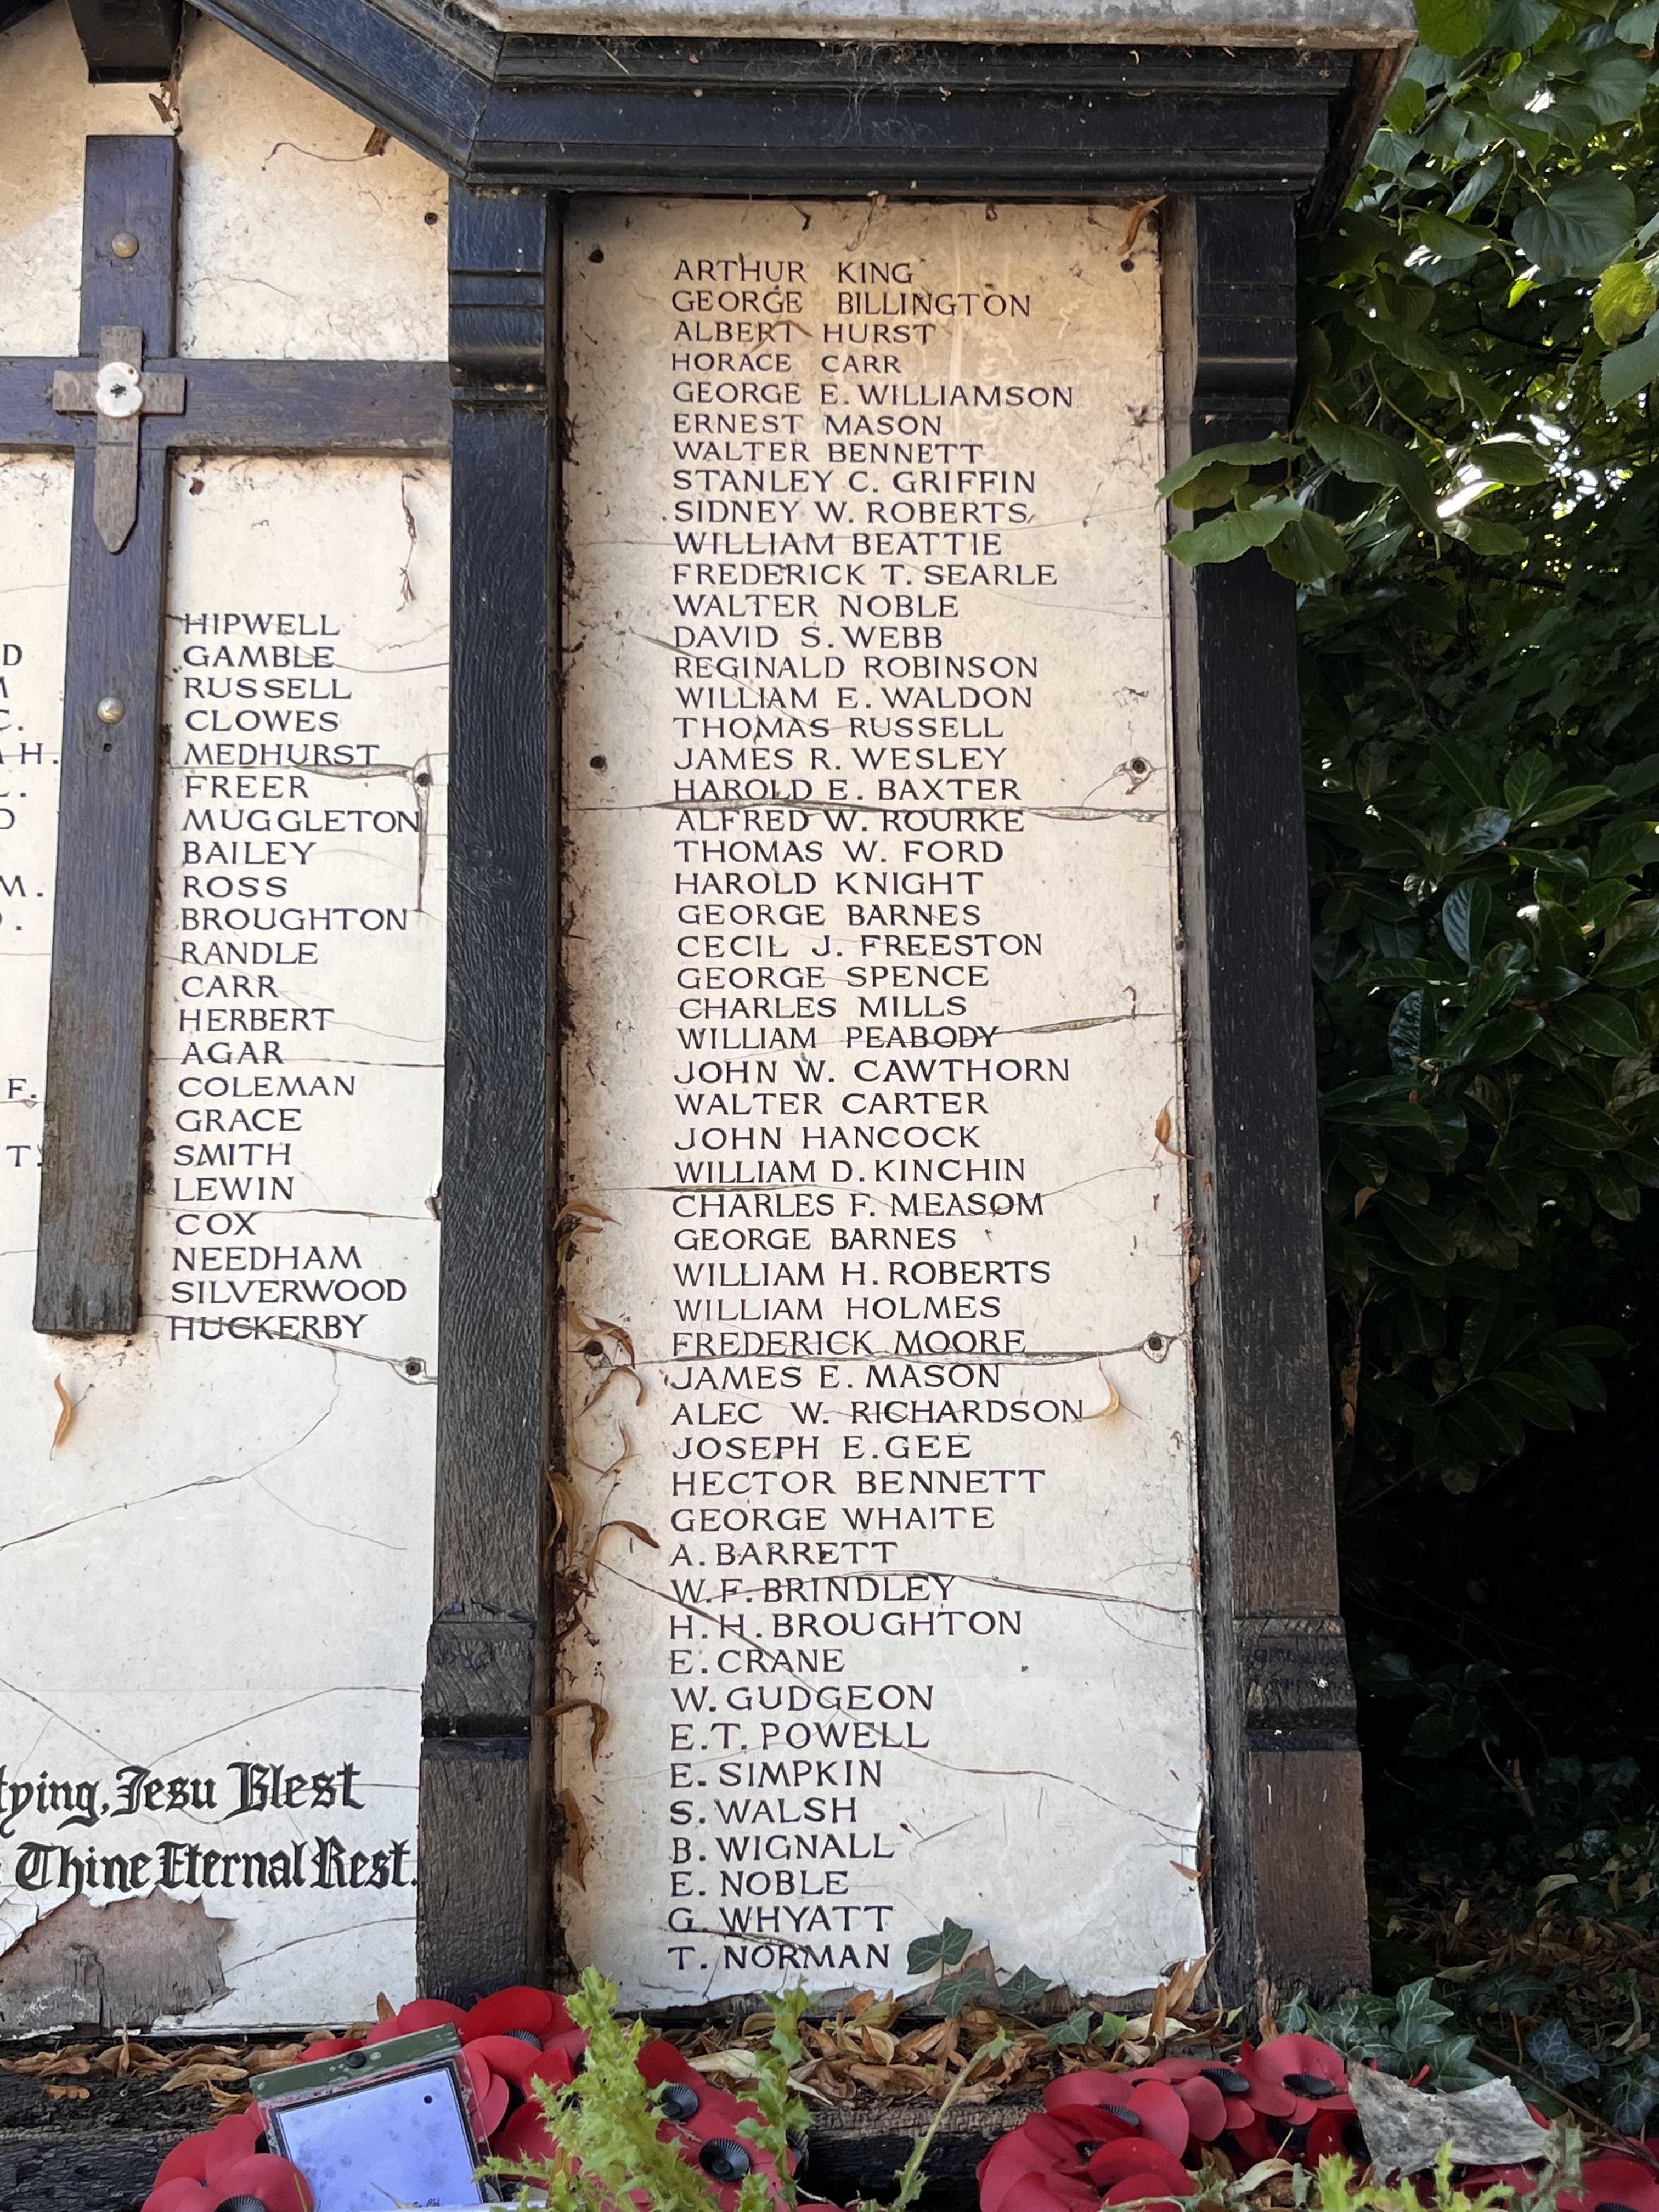 HIPWELL
D GAMBLE
RUSSELL
C. CLOWES
H. MEDHURST
FREER
MUGGLETON
BAILEY
M. ROSS
BROUGHTON
RANDLE
CARR
HERBERT
AGAR
F. COLEMAN
GRACE
T. SMITH
LEWIN
COX
NEEDHAM
SILVERWOOD
HUCKERBY
tying, Jesu Blest
Thine Eternal Rest.
ARTHUR KING
GEORGE BILLINGTON
ALBERT HURST
HORACE CARR
GEORGE E. WILLIAMSON
ERNEST MASON
WALTER BENNETT
STANLEY C. GRIFFIN
SIDNEY W. ROBERTS
WILLIAM BEATTIE
FREDERICK T. SEARLE
WALTER NOBLE
DAVID S. WEBB
REGINALD ROBINSON
WILLIAM E. WALDON
THOMAS RUSSELL
JAMES R. WESLEY
HAROLD E. BAXTER
ALFRED W. ROURKE
THOMAS W. FORD
HAROLD KNIGHT
GEORGE BARNES
CECIL J. FREESTON
GEORGE SPENCE
CHARLES MILLS
WILLIAM PEABODY
JOHN W. CAWTHORN
WALTER CARTER
JOHN HANCOCK
WILLIAM D. KINCHIN
CHARLES F. MEASOM
GEORGE BARNES
WILLIAM H. ROBERTS
WILLIAM HOLMES
FREDERICK MOORE
JAMES E. MASON
ALEC W. RICHARDSON
JOSEPH E. GEE
HECTOR BENNETT
GEORGE WHAITE
A. BARRETT
W. F. BRINDLEY
H. H. BROUGHTON
E. CRANE
W. GUDGEON
E. T. POWELL
E. SIMPKIN
S. WALSH
B. WIGNALL
E. NOBLE
G. WHYATT
T. NORMAN